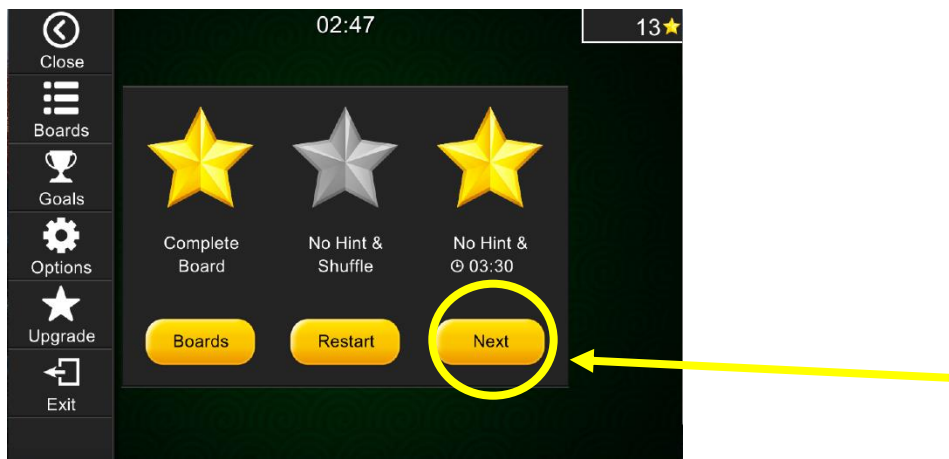 02:47
13
Close
Boards
Goals
Options
Upgrade
Exit
Complete
Board
No Hint &
Shuffle
No Hint &
03:30
Boards
Restart
Next